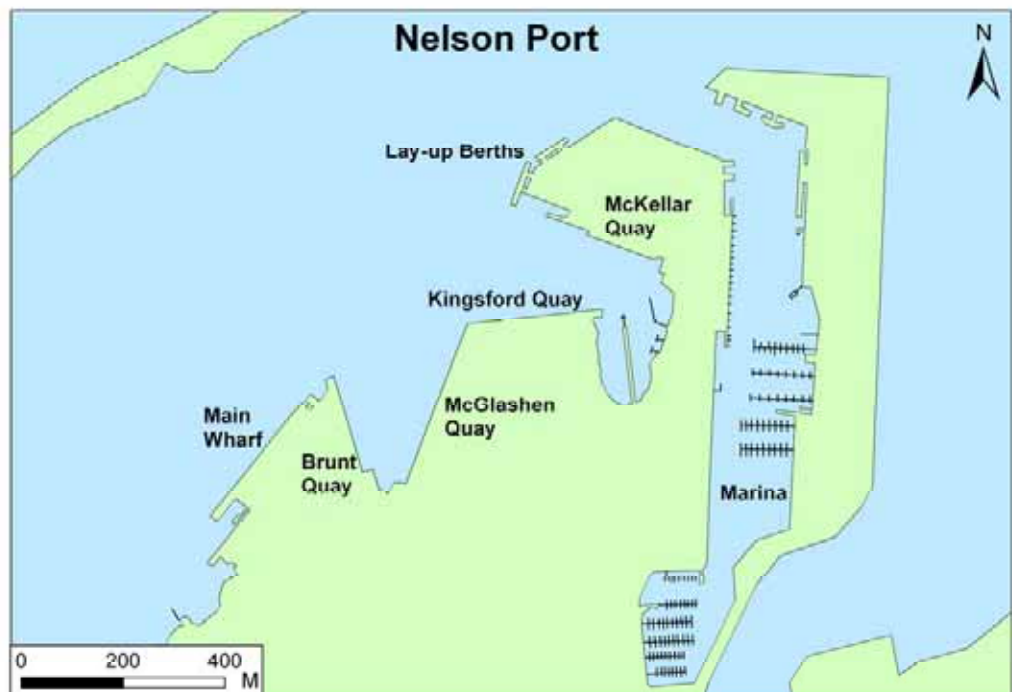 Nelson Port
N
Lay-up Berths
McKellar
Quay
Kingsford Quay
Main
Wharf
McGlashen
Quay
Brunt
Quay
Marina
0 200 400
M